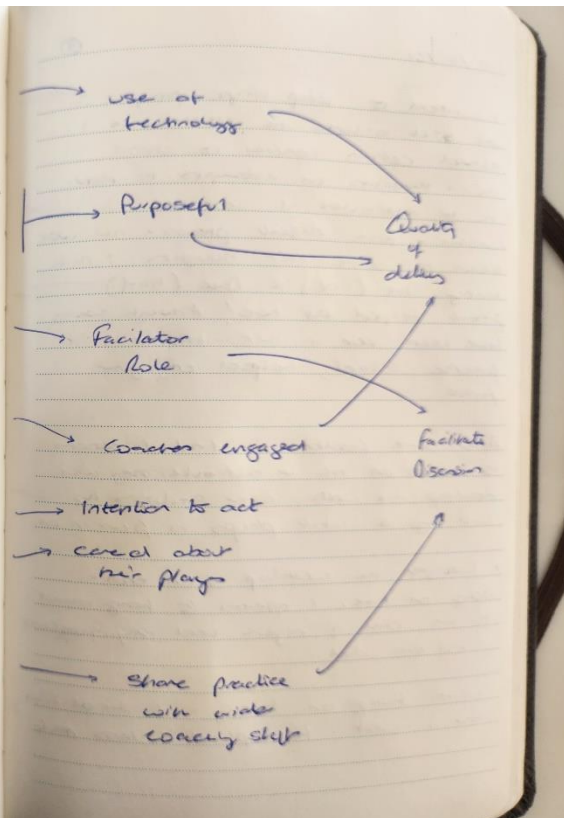 use of
technology
Purposeful
Quality
of
delivery
Facilitator
Role
Coaches engaged
Facilitate
Discussion
Intention to act
cared about
their players
Share practice
with wider
coaching staff